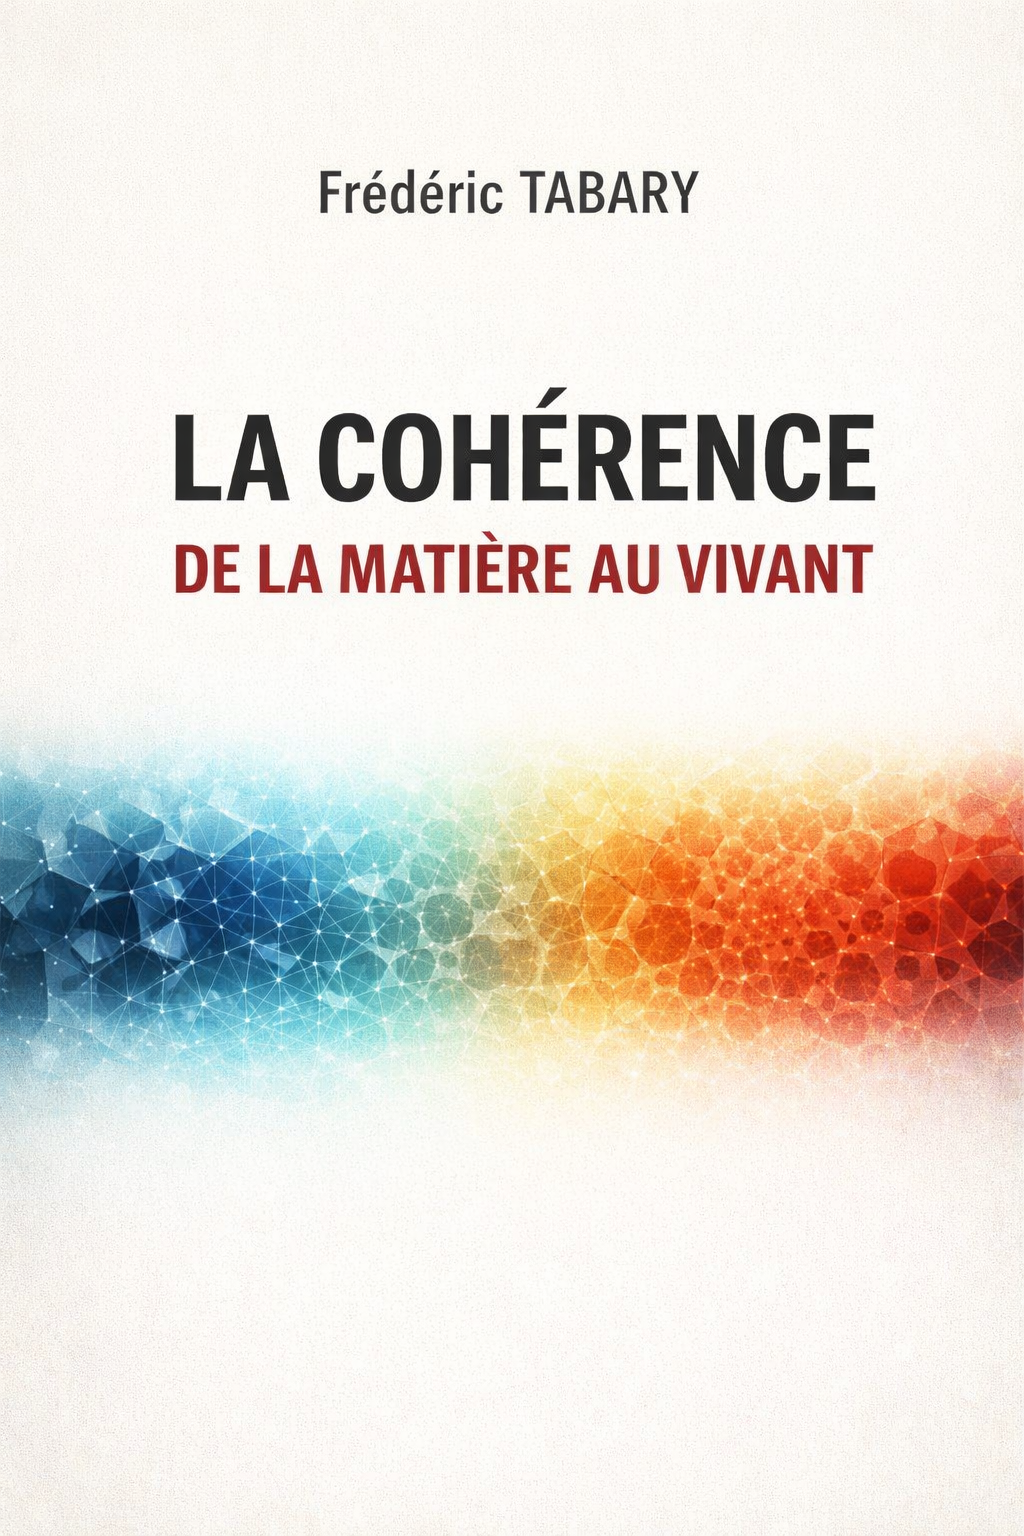 Frédéric TABARY
LA COHÉRENCE
DE LA MATIÈRE AU VIVANT